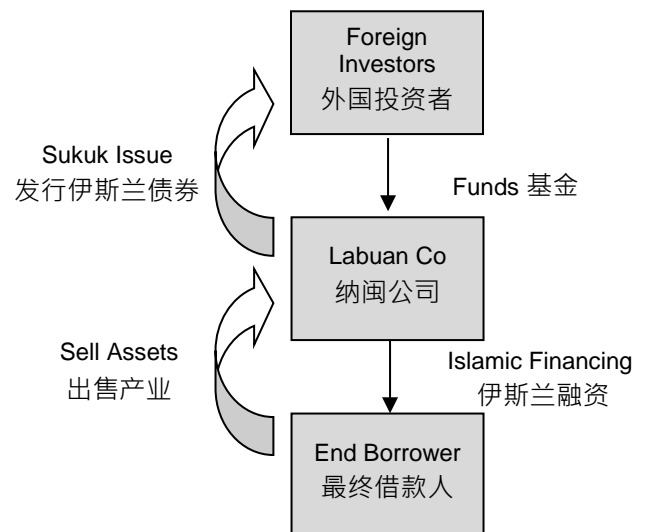 Foreign
Investors
外国投资者
Sukuk Issue
发行伊斯兰债券
Funds 基金
Labuan Co
纳闽公司
Sell Assets
出售产业
Islamic Financing
伊斯兰融资
End Borrower
最终借款人